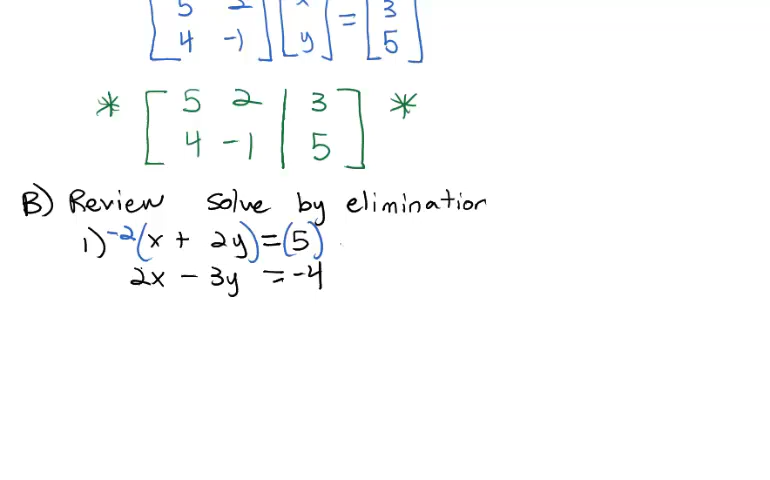 [5 2 [x = [3
4 -1] y] 5]
* [5 2 | 3] *
[4 -1 | 5]
B) Review solve by elimination
1) -2(x + 2y) = (5)
2x - 3y = -4